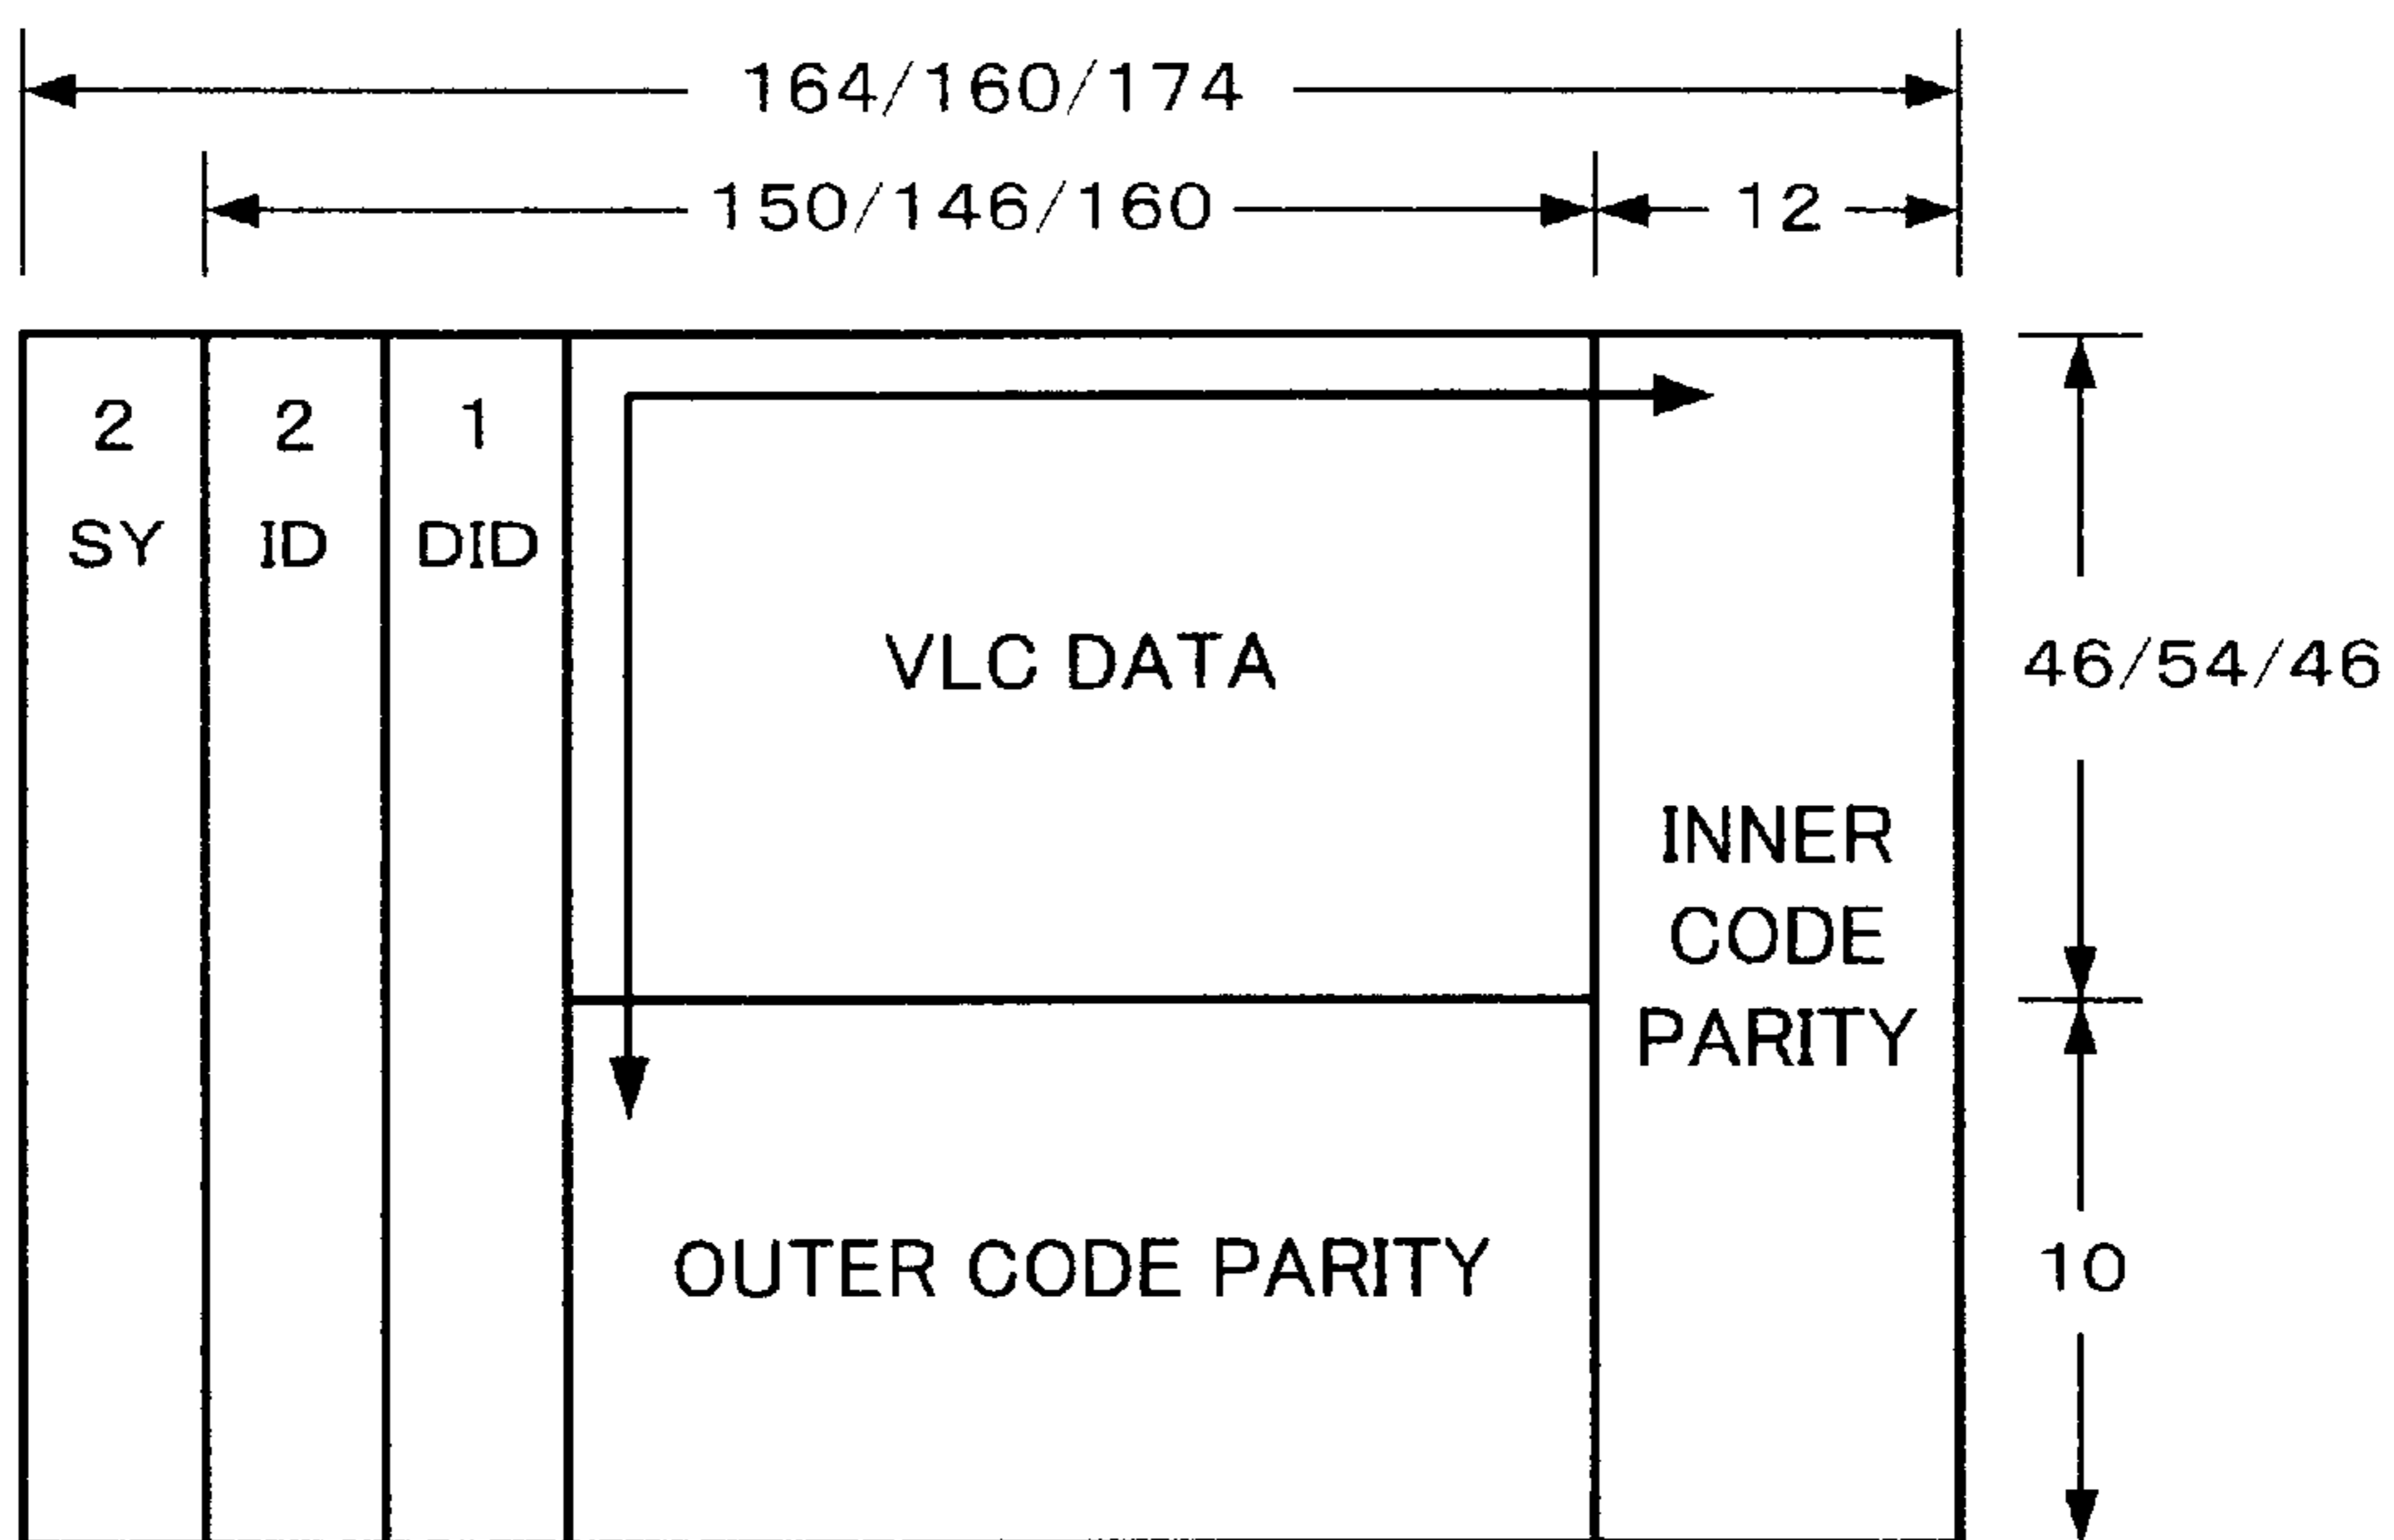 164/160/174
150/146/160
12
2
SY
2
ID
1
DID
VLC DATA
46/54/46
INNER
CODE
PARITY
OUTER CODE PARITY
10